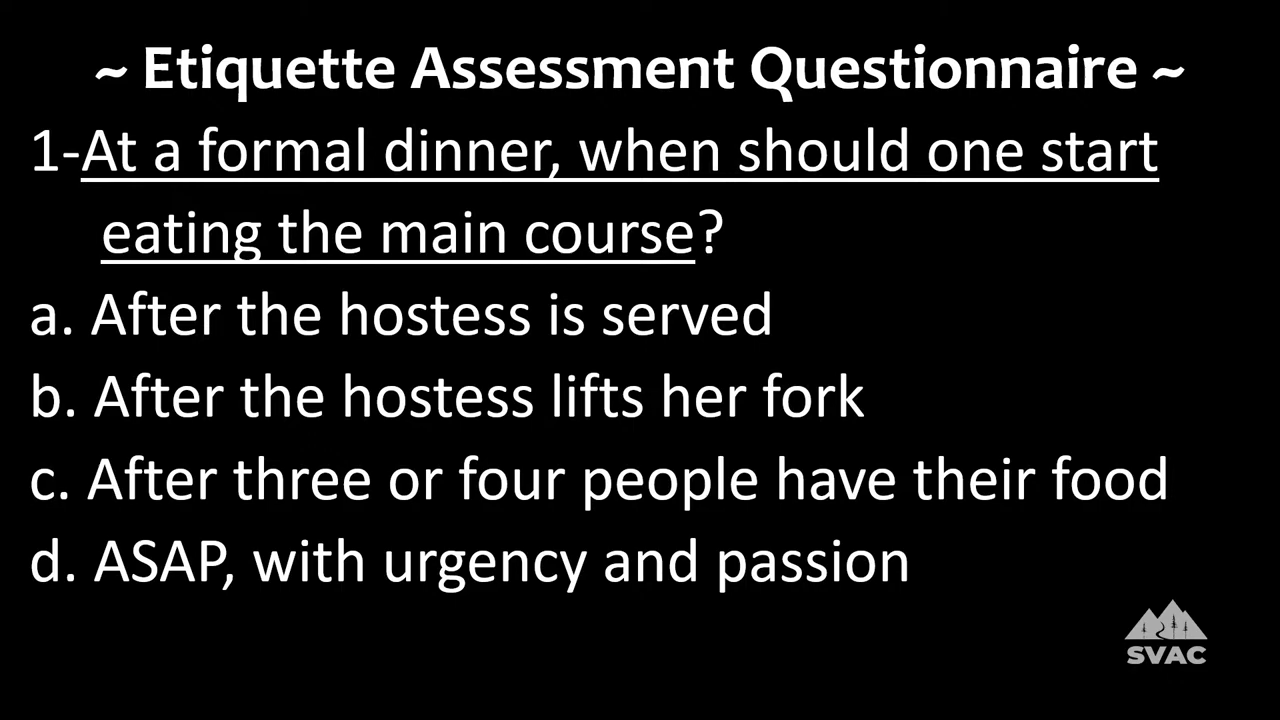 ~ Etiquette Assessment Questionnaire ~
1-At a formal dinner, when should one start
eating the main course?
a. After the hostess is served
b. After the hostess lifts her fork
c. After three or four people have their food
d. ASAP, with urgency and passion
SVAC